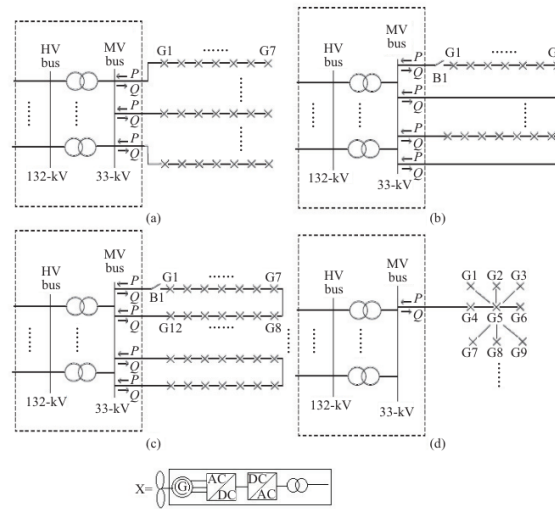 HV bus MV bus G1 ...... G7
P
Q
P
Q
P
Q
132-kV 33-kV
(a)
HV bus MV bus
P G1 ......
Q B1
P
Q
P
Q
P
Q
132-kV 33-kV
(b)
HV bus MV bus
P G1 ...... G7
Q B1
P
Q G12 ...... G8
P
Q
P
Q
132-kV 33-kV
(c)
HV bus MV bus
G1 G2 G3
P
Q G4 G5 G6
G7 G8 G9
132-kV 33-kV
(d)
X= G AC DC DC AC